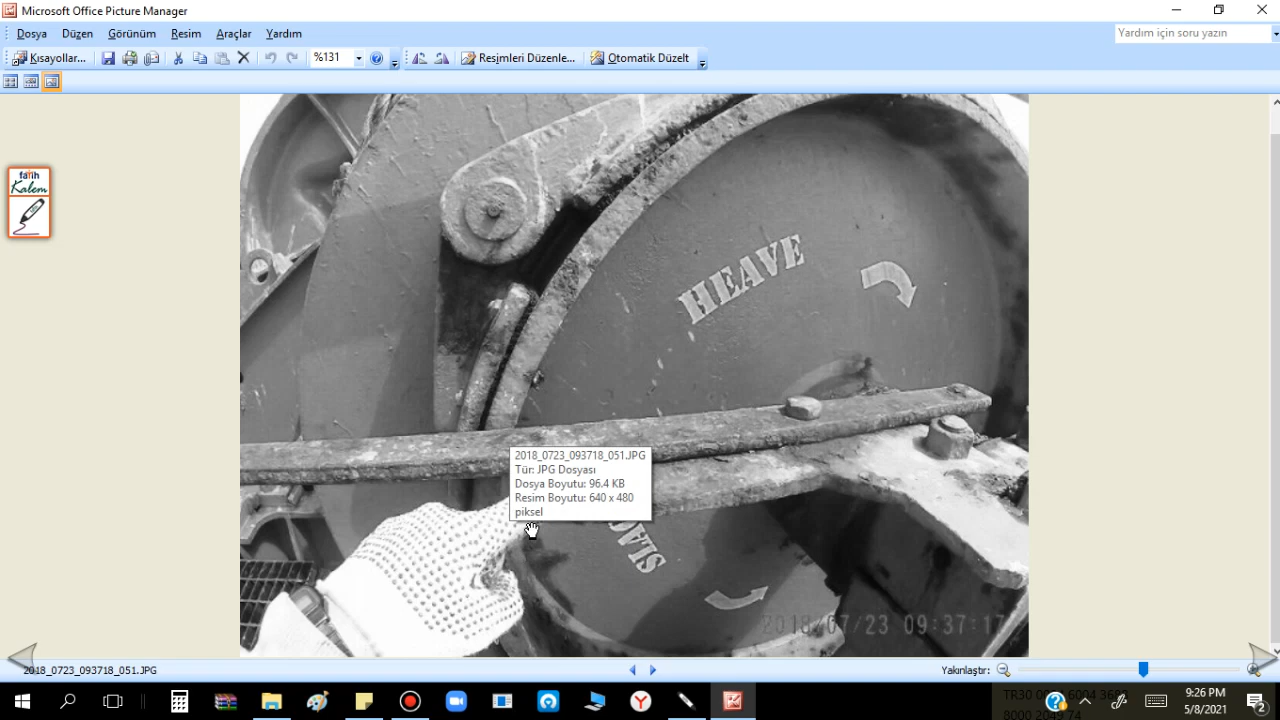 Microsoft Office Picture Manager
Dosya Düzen Görünüm Resim Araçlar Yardım
Yardım için soru yazın
Kısayollar...
%131
Resimleri Düzenle...
Otomatik Düzelt
fatih
Kalem
HEAVE
2018_0723_093718_051.JPG
Tür: JPG Dosyası
Dosya Boyutu: 96.4 KB
Resim Boyutu: 640 x 480
piksel
2018/07/23 09:37:17
2018_0723_093718_051.JPG
Yakınlaştır:
9:26 PM
5/8/2021
2